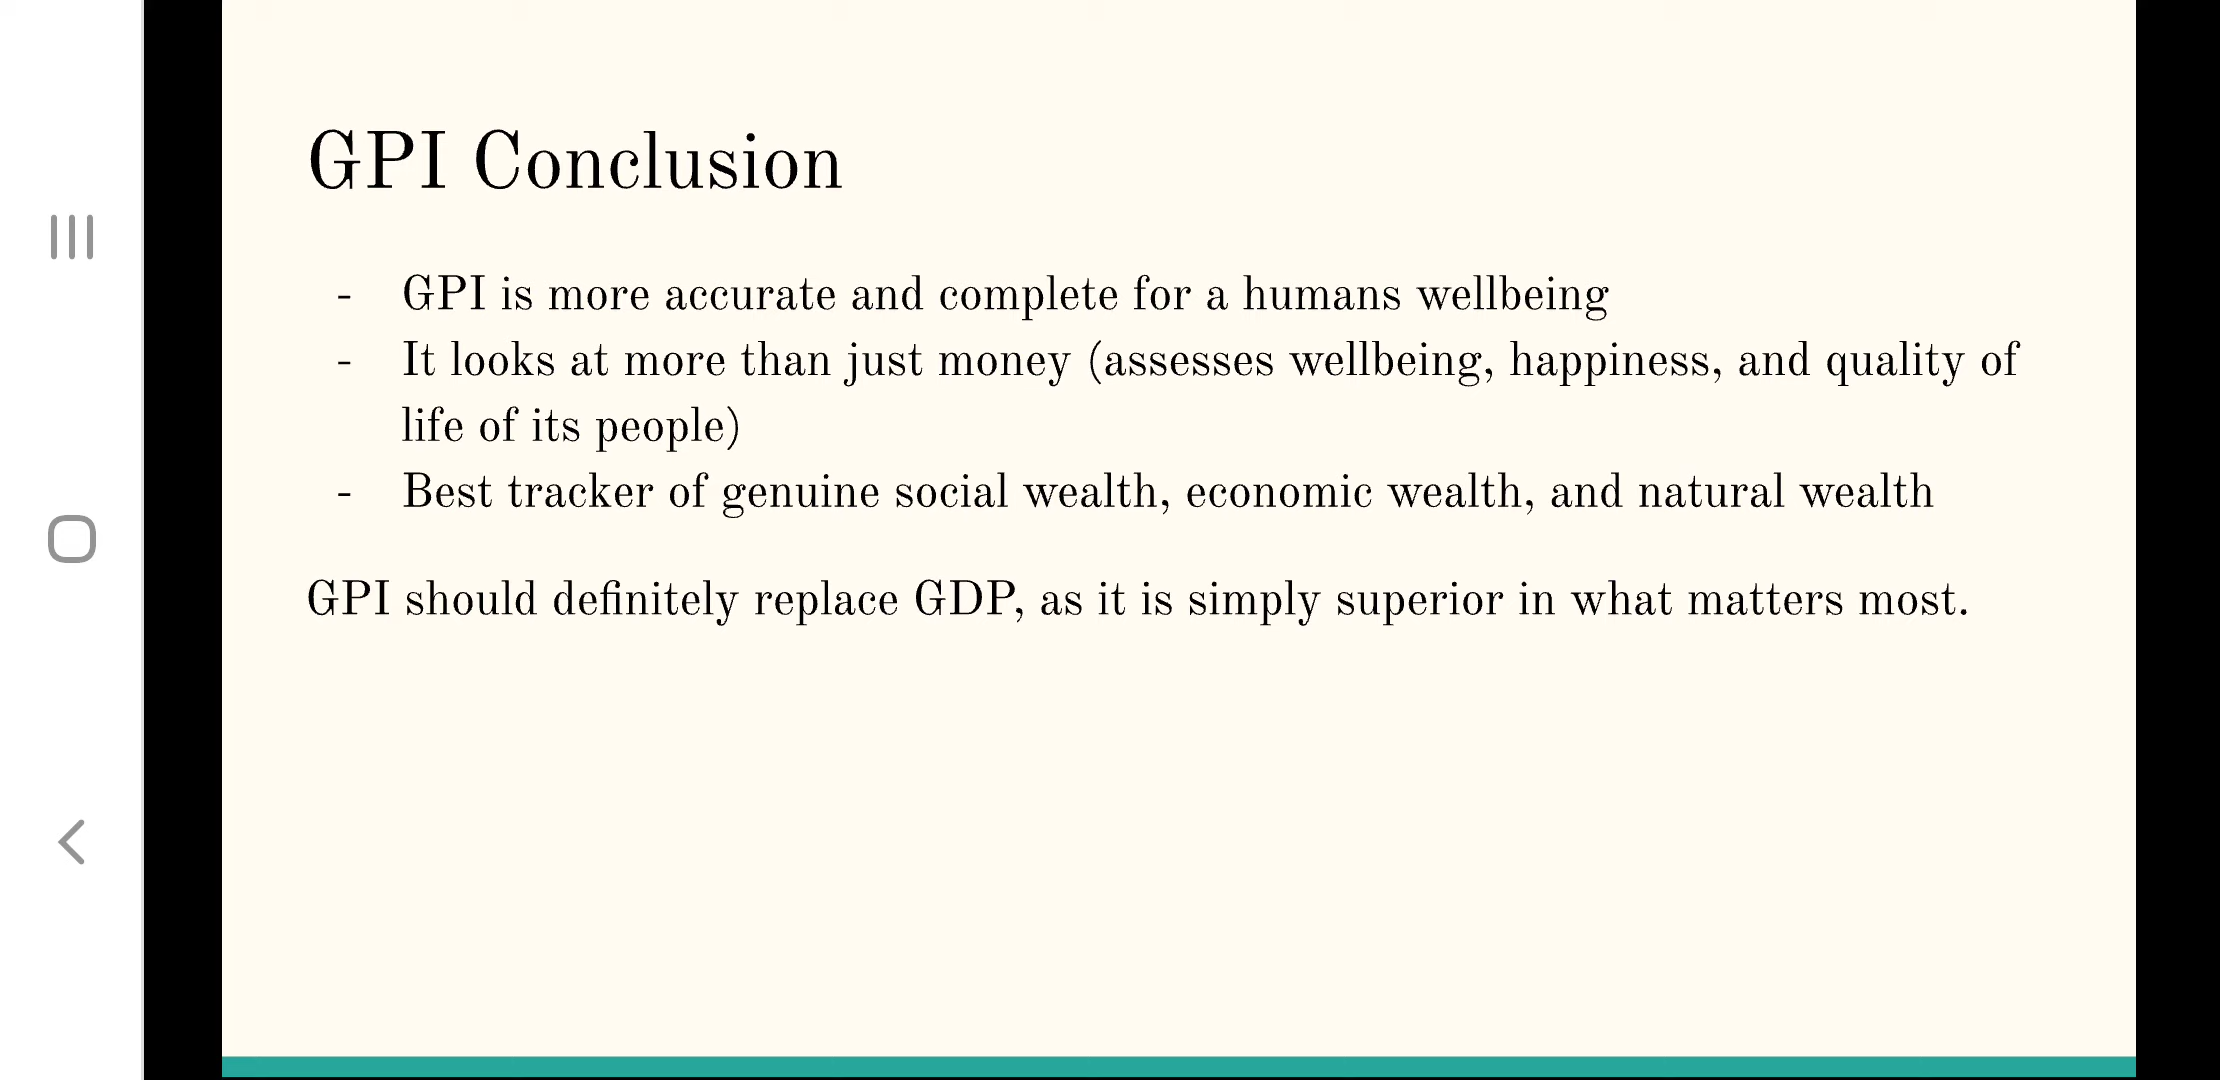 GPI Conclusion
- GPI is more accurate and complete for a humans wellbeing
- It looks at more than just money (assesses wellbeing, happiness, and quality of
life of its people)
- Best tracker of genuine social wealth, economic wealth, and natural wealth
GPI should definitely replace GDP, as it is simply superior in what matters most.